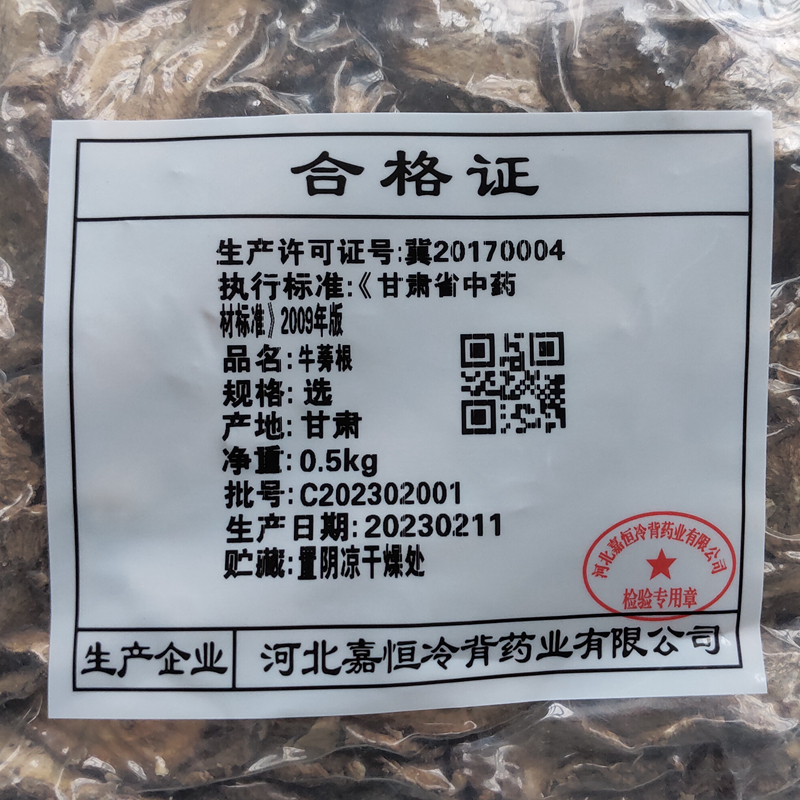 合格证
生产许可证号:冀20170004
执行标准:《甘肃省中药
材标准》2009年版
品名:牛蒡根
规格:选
产地:甘肃
净重:0.5kg
批号:C202302001
生产日期:20230211
贮藏:置阴凉干燥处
河北嘉恒冷背药业有限公司
检验专用章
生产企业 河北嘉恒冷背药业有限公司